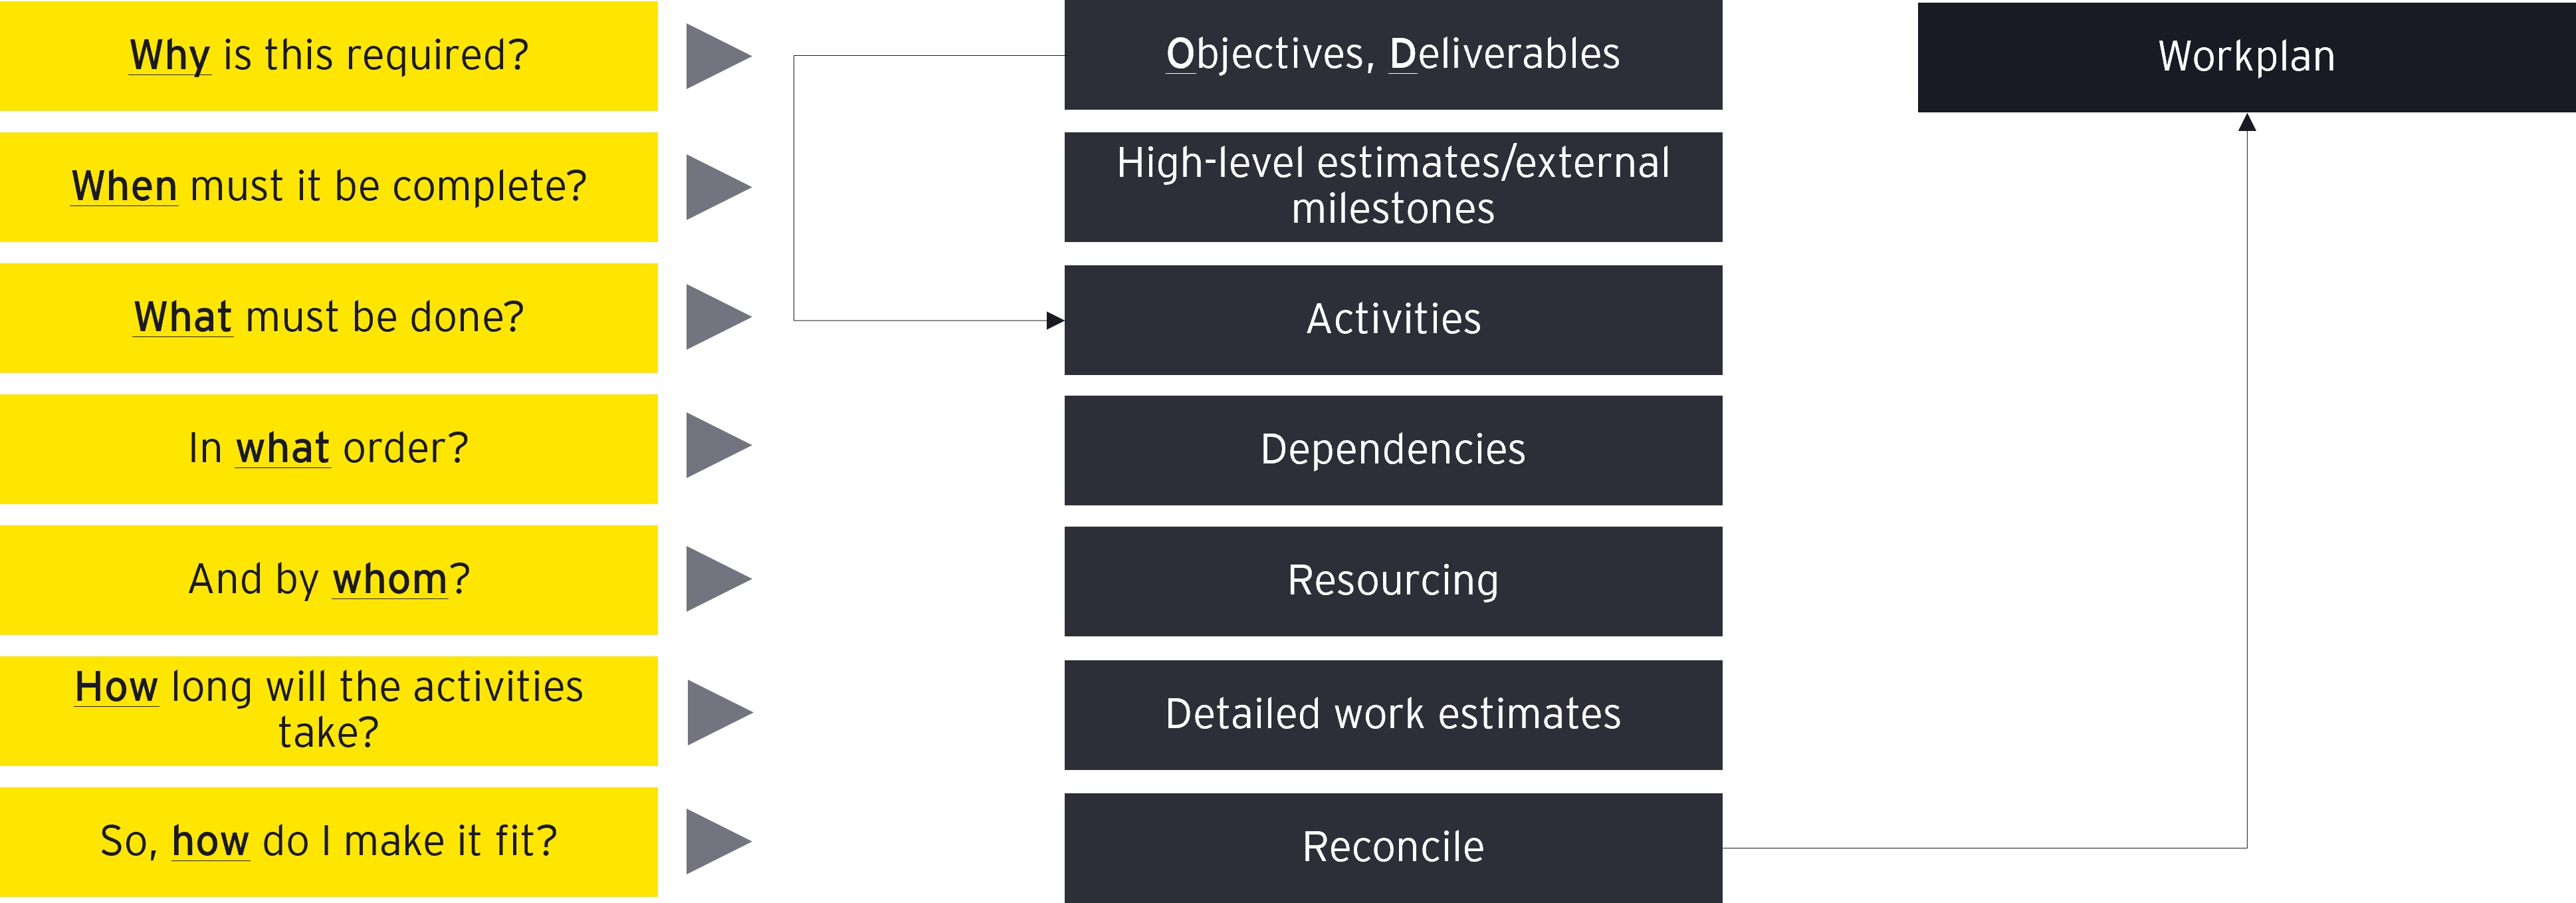 Why is this required?
Objectives, Deliverables
Workplan
When must it be complete?
High-level estimates/external
milestones
What must be done?
Activities
In what order?
Dependencies
And by whom?
Resourcing
How long will the activities
take?
Detailed work estimates
So, how do I make it fit?
Reconcile